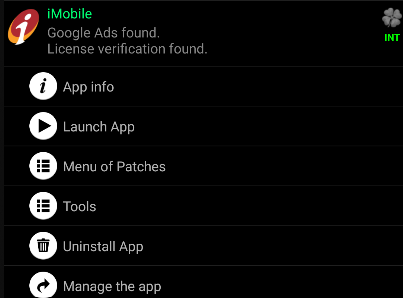 iMobile
Google Ads found.
License verification found.
INT
App info
Launch App
Menu of Patches
Tools
Uninstall App
Manage the app